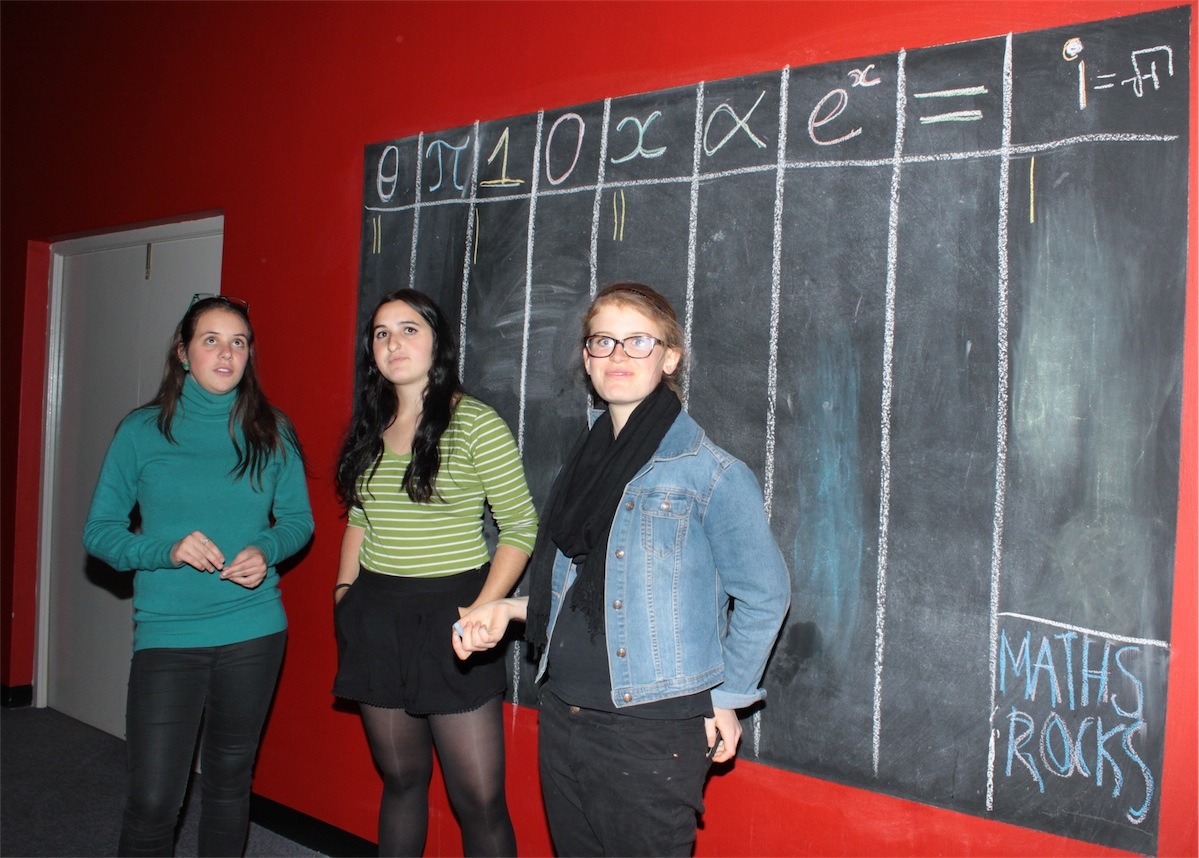 θ π 1 0 x α eˣ = i=√-1
|| | || |
MATHS
ROCKS